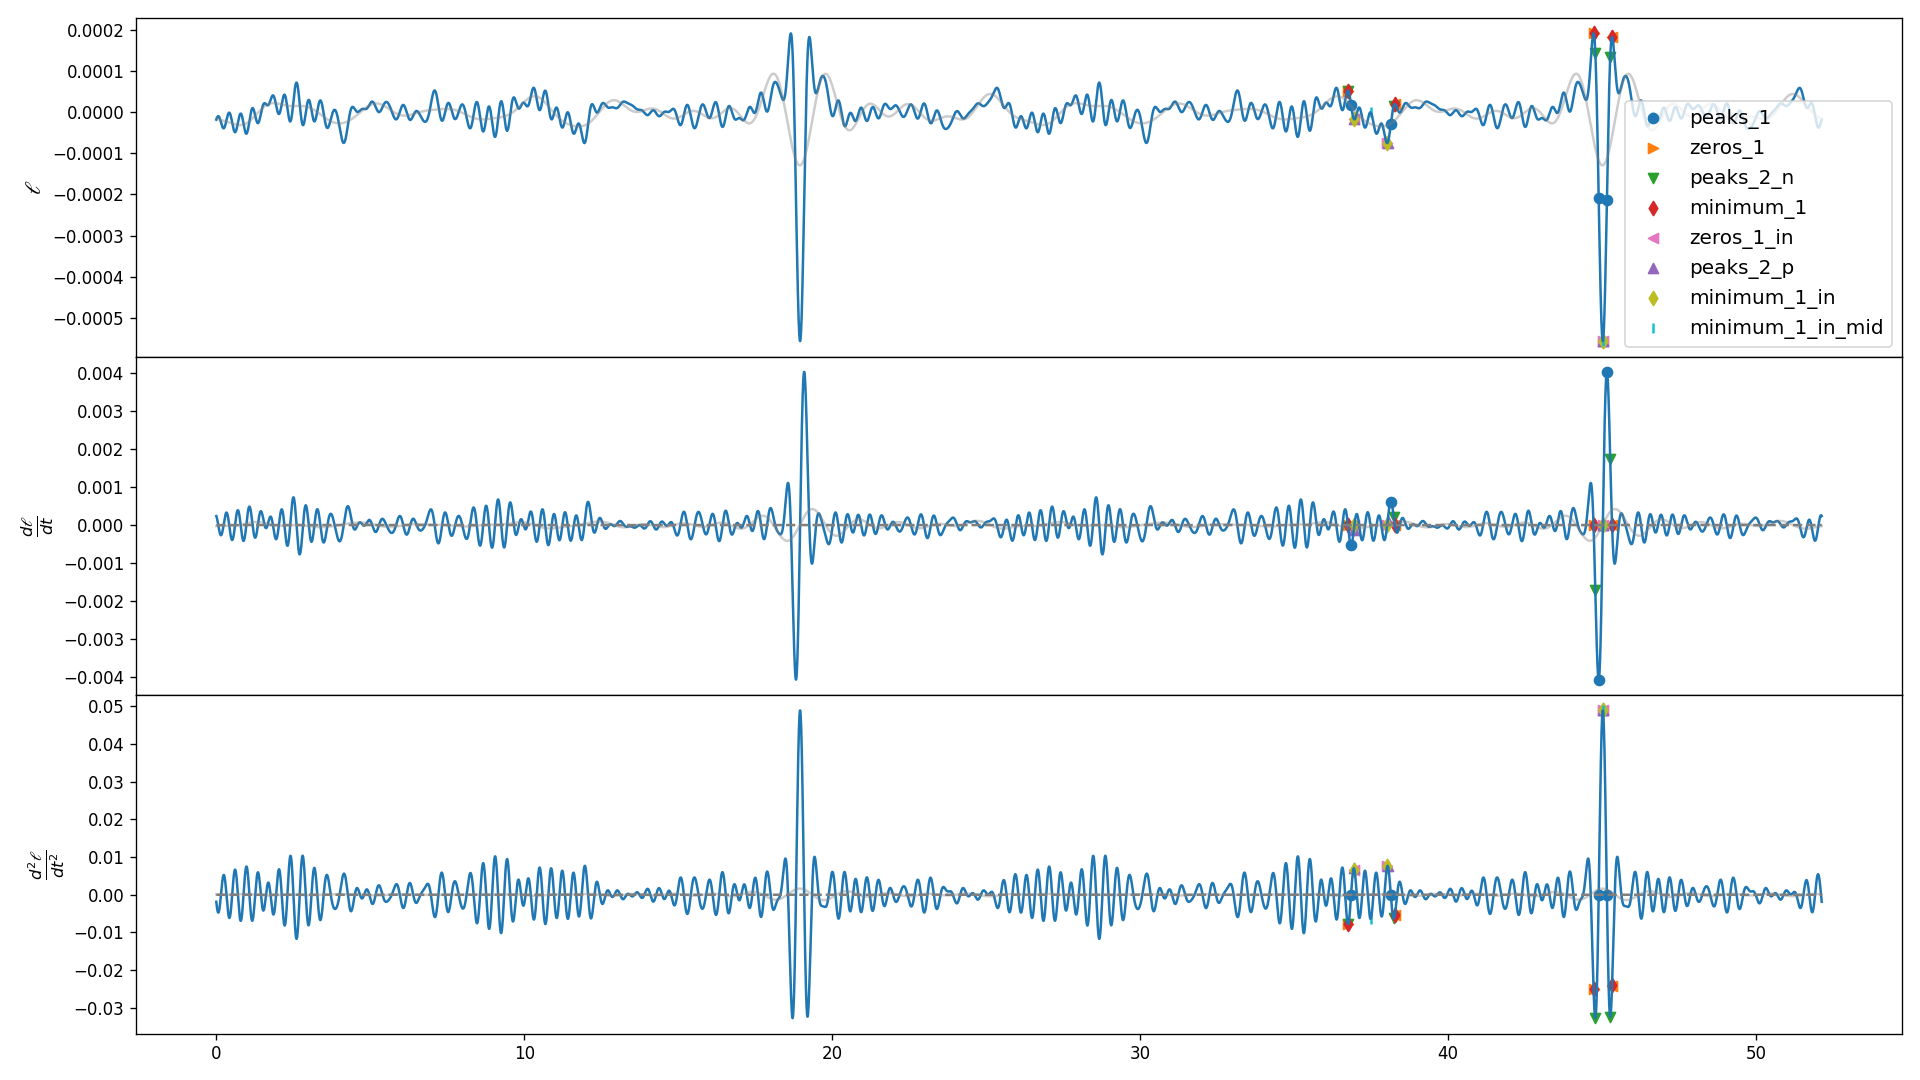 0.0002
0.0001
0.0000
−0.0001
−0.0002
−0.0003
−0.0004
−0.0005
ℓ
peaks_1
zeros_1
peaks_2_n
minimum_1
zeros_1_in
peaks_2_p
minimum_1_in
minimum_1_in_mid
0.004
0.003
0.002
0.001
0.000
−0.001
−0.002
−0.003
−0.004
dℓ
dt
0.05
0.04
0.03
0.02
0.01
0.00
−0.01
−0.02
−0.03
d²ℓ
dt²
0 10 20 30 40 50